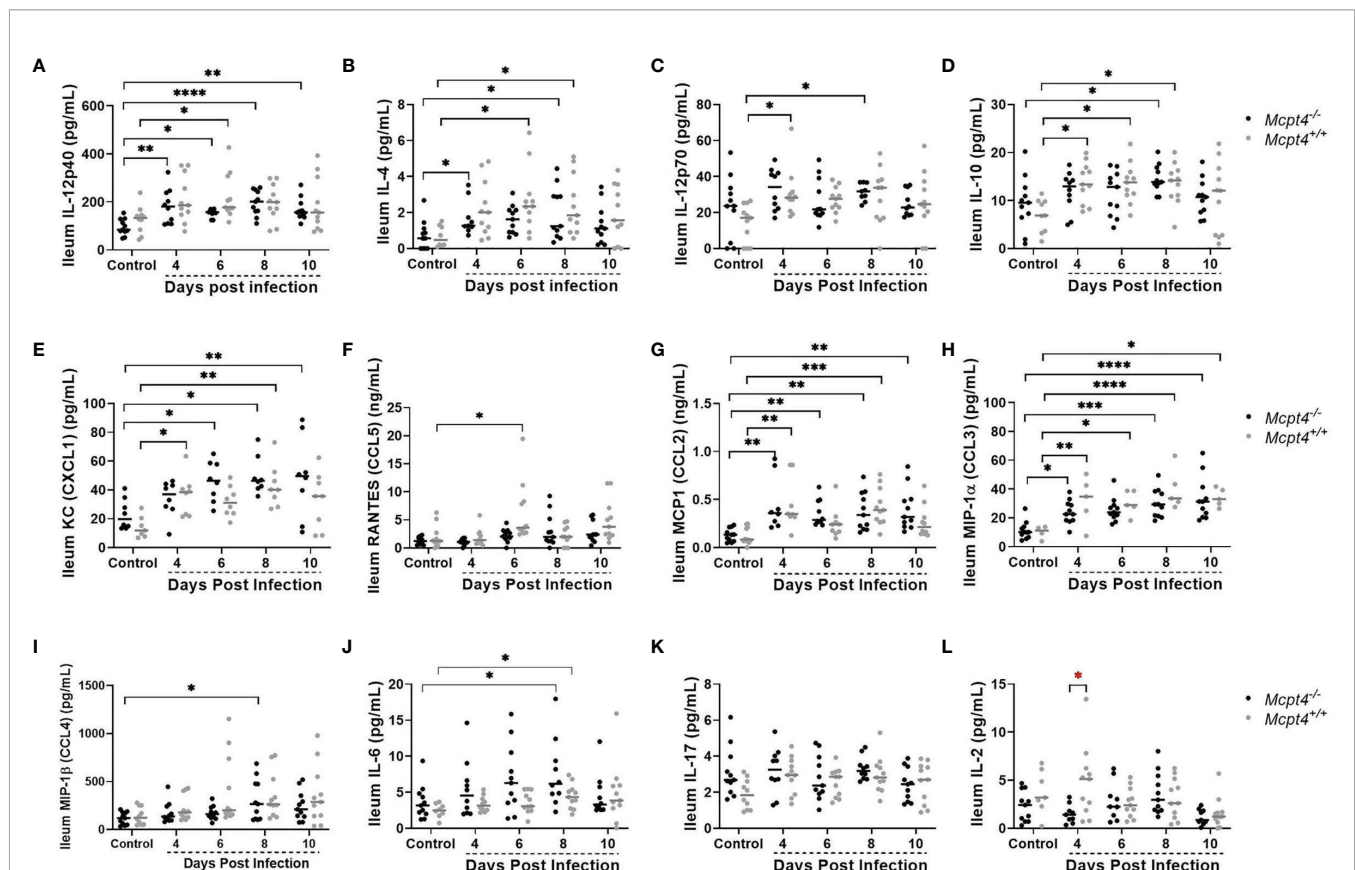 A
B
C
D
Ileum IL-12p40 (pg/mL)
600
400
200
0
**
****
*
*
**
Control 4 6 8 10
Days post infection
Ileum IL-4 (pg/mL)
8
6
4
2
0
*
*
*
*
Control 4 6 8 10
Days post infection
Ileum IL-12p70 (pg/mL)
80
60
40
20
0
*
*
Control 4 6 8 10
Days Post Infection
Ileum IL-10 (pg/mL)
30
20
10
0
*
*
*
*
Control 4 6 8 10
Days Post Infection
Mcpt4-/-
Mcpt4+/+
E
F
G
H
Ileum KC (CXCL1) (pg/mL)
100
80
60
40
20
0
**
**
*
*
*
Control 4 6 8 10
Days Post Infection
Ileum RANTES (CCL5) (ng/mL)
25
20
15
10
5
0
*
Control 4 6 8 10
Days Post Infection
Ileum MCP1 (CCL2) (ng/mL)
1.5
1.0
0.5
0.0
**
***
**
**
**
**
Control 4 6 8 10
Days Post Infection
Ileum MIP-1α (CCL3) (pg/mL)
100
80
60
40
20
0
*
****
****
***
*
**
*
Control 4 6 8 10
Days Post Infection
Mcpt4-/-
Mcpt4+/+
I
J
K
L
Ileum MIP-1β (CCL4) (pg/mL)
1500
1000
500
0
*
Control 4 6 8 10
Days Post Infection
Ileum IL-6 (pg/mL)
20
15
10
5
0
*
*
Control 4 6 8 10
Days Post Infection
Ileum IL-17 (pg/mL)
8
6
4
2
0
Control 4 6 8 10
Days Post Infection
Ileum IL-2 (pg/mL)
15
10
5
0
*
Control 4 6 8 10
Days Post Infection
Mcpt4-/-
Mcpt4+/+